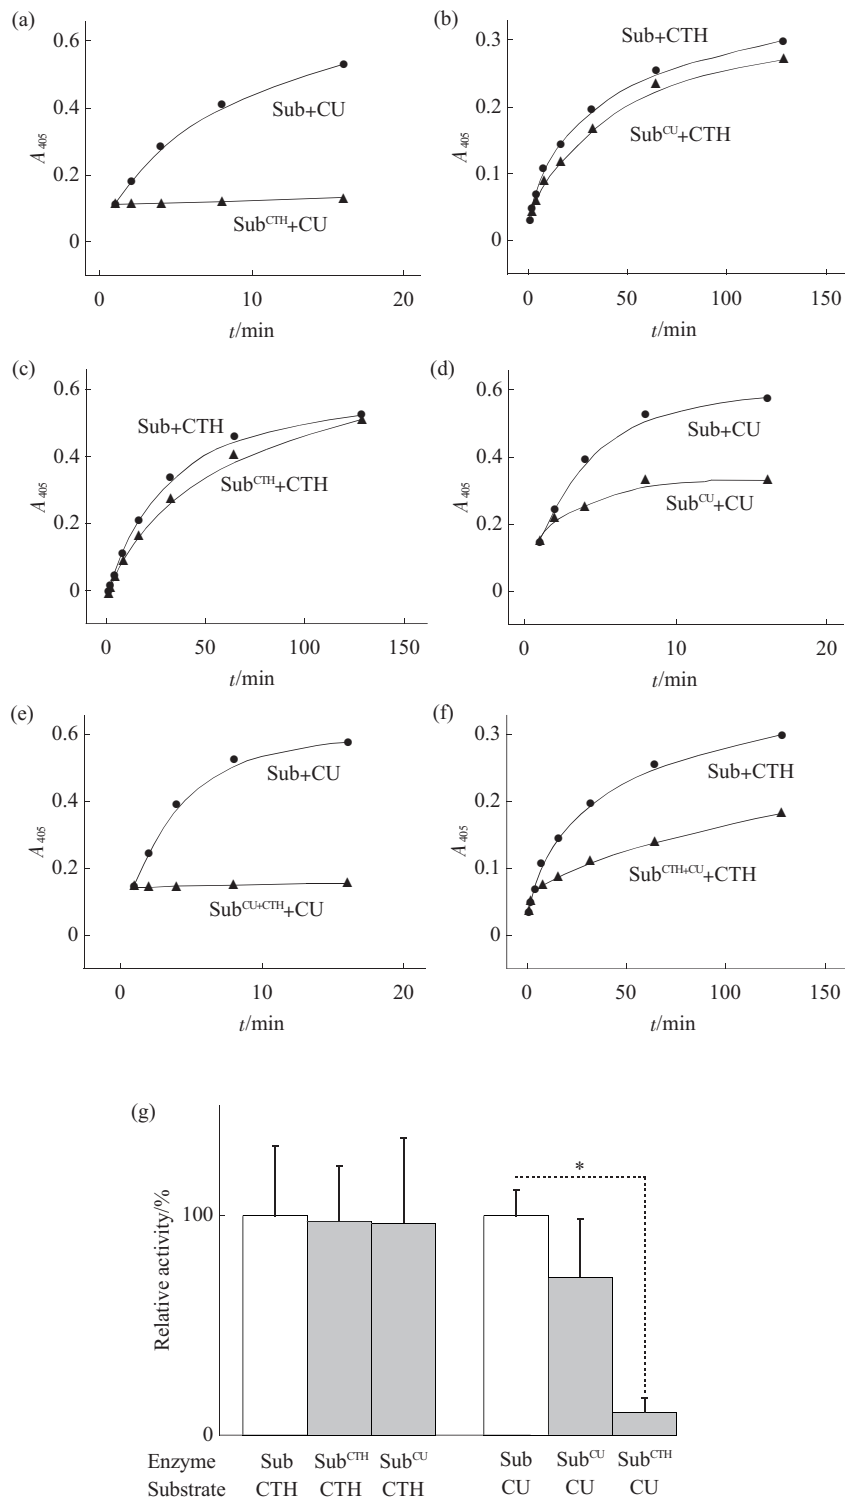 (a)
0.6
0.4
0.2
0
A405
Sub+CU
SubCTH+CU
0 10 20
t/min
(b)
0.3
0.2
0.1
0
A405
Sub+CTH
SubCU+CTH
0 50 100 150
t/min
(c)
0.6
0.4
0.2
0
A405
Sub+CTH
SubCTH+CTH
0 50 100 150
t/min
(d)
0.6
0.4
0.2
0
A405
Sub+CU
SubCU+CU
0 10 20
t/min
(e)
0.6
0.4
0.2
0
A405
Sub+CU
SubCU+CTH+CU
0 10 20
t/min
(f)
0.3
0.2
0.1
0
A405
Sub+CTH
SubCTH+CU+CTH
0 50 100 150
t/min
(g)
Relative activity/%
100
0
*
Enzyme Sub SubCTH SubCU Sub SubCU SubCTH
Substrate CTH CTH CTH CU CU CU